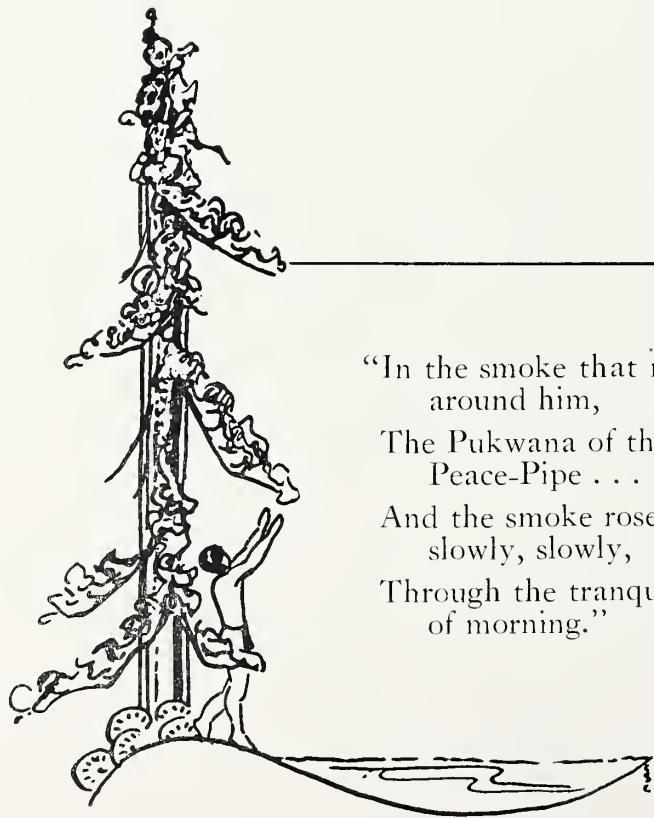 “In the smoke that
around him,
The Pukwana of th
Peace-Pipe . . .
And the smoke rose
slowly, slowly,
Through the tranqu
of morning.”